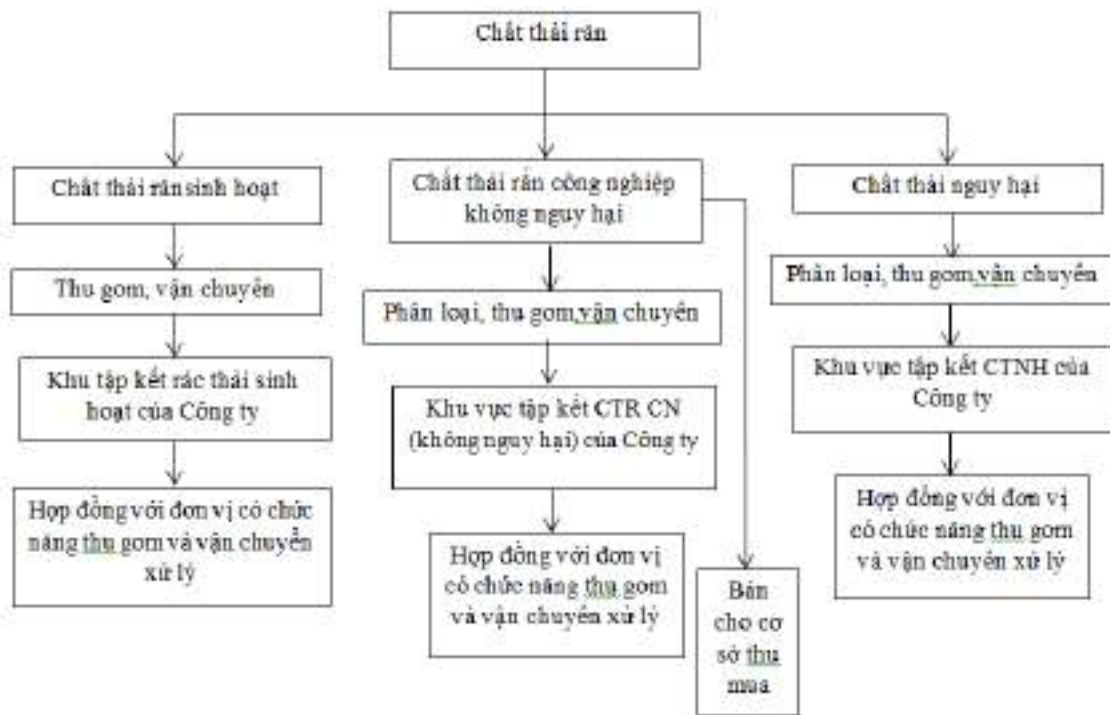 Chất thải rắn
Chất thải rắn sinh hoạt
Thu gom, vận chuyển
Khu tập kết rác thải sinh
hoạt của Công ty
Hợp đồng với đơn vị có chức
năng thu gom và vận chuyển
xử lý
Chất thải rắn công nghiệp
không nguy hại
Phân loại, thu gom,vận chuyển
Khu vực tập kết CTR CN
(không nguy hại) của Công ty
Hợp đồng với đơn vị
có chức năng thu gom
và vận chuyển xử lý
Bán
cho cơ
sở thu
mua
Chất thải nguy hại
Phân loại, thu gom,vận chuyển
Khu vực tập kết CTNH của
Công ty
Hợp đồng với đơn vị
có chức năng thu gom
và vận chuyển xử lý